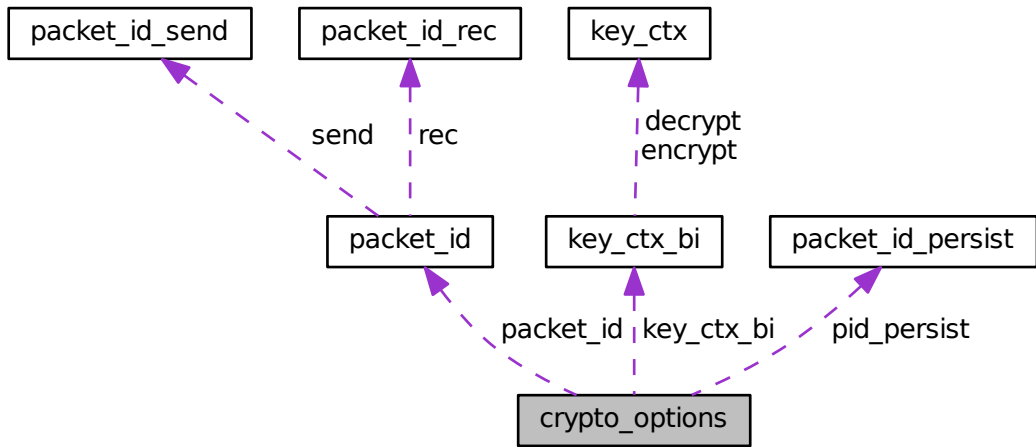 packet_id_send
packet_id_rec
key_ctx
send
rec
decrypt
encrypt
packet_id
key_ctx_bi
packet_id_persist
packet_id
key_ctx_bi
pid_persist
crypto_options